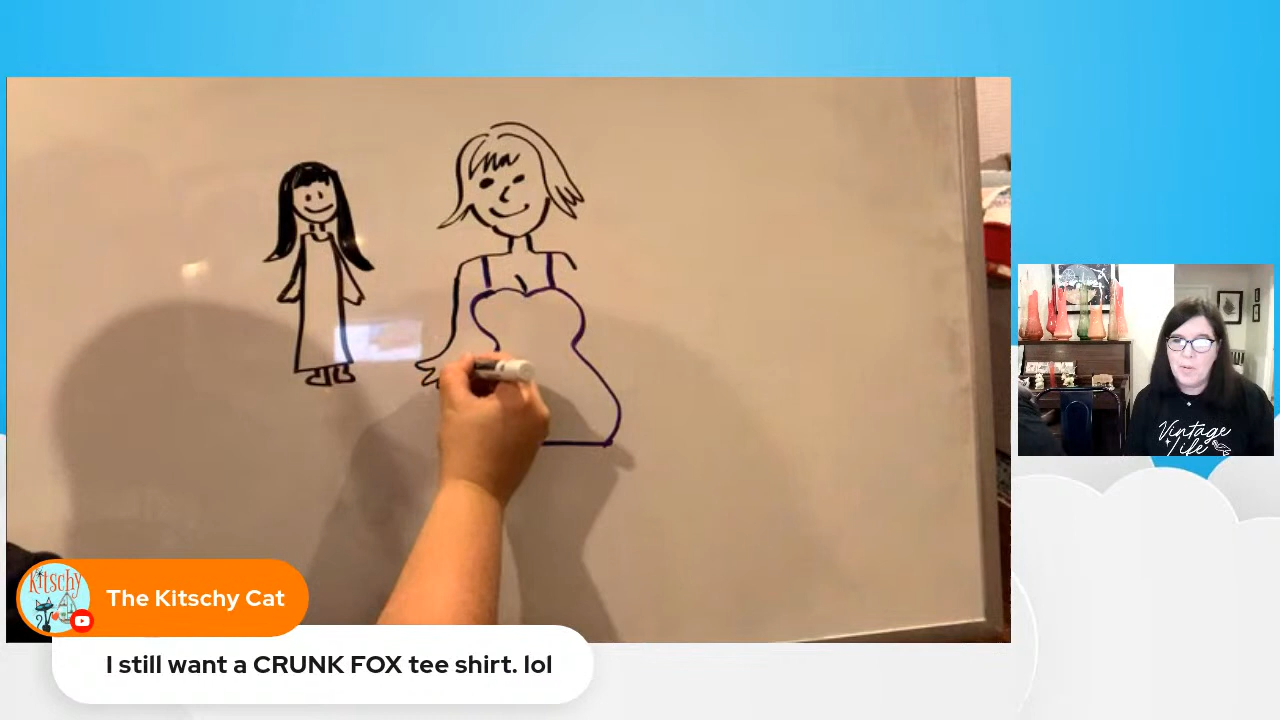 Vintage
Life
kitschy
The Kitschy Cat
I still want a CRUNK FOX tee shirt. lol